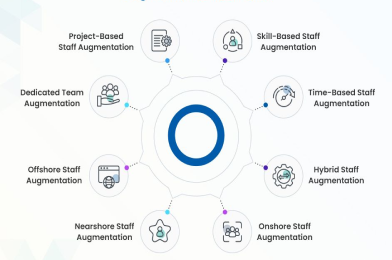 Project-Based
Staff Augmentation
Skill-Based Staff
Augmentation
Dedicated Team
Augmentation
Time-Based Staff
Augmentation
Offshore Staff
Augmentation
Hybrid Staff
Augmentation
Nearshore Staff
Augmentation
Onshore Staff
Augmentation